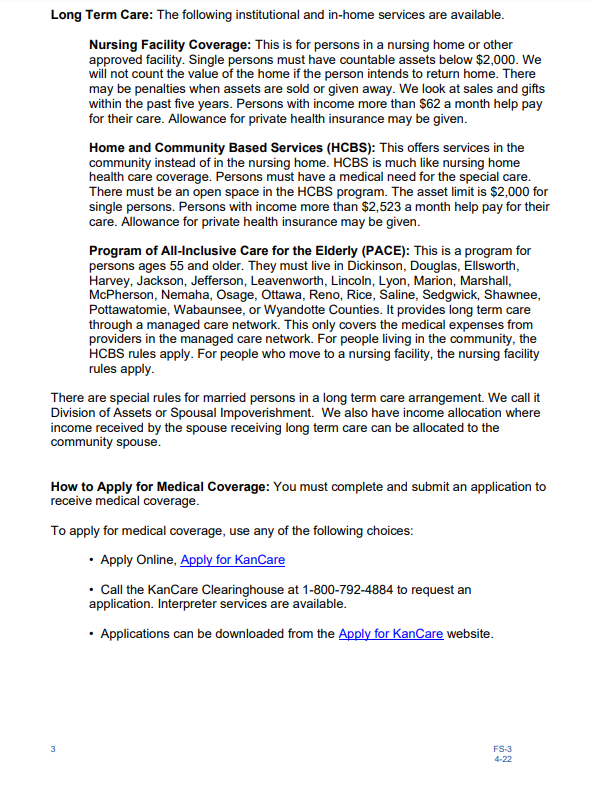 Long Term Care: The following institutional and in-home services are available.
Nursing Facility Coverage: This is for persons in a nursing home or other
approved facility. Single persons must have countable assets below $2,000. We
will not count the value of the home if the person intends to return home. There
may be penalties when assets are sold or given away. We look at sales and gifts
within the past five years. Persons with income more than $62 a month help pay
for their care. Allowance for private health insurance may be given.
Home and Community Based Services (HCBS): This offers services in the
community instead of in the nursing home. HCBS is much like nursing home
health care coverage. Persons must have a medical need for the special care.
There must be an open space in the HCBS program. The asset limit is $2,000 for
single persons. Persons with income more than $2,523 a month help pay for their
care. Allowance for private health insurance may be given.
Program of All-Inclusive Care for the Elderly (PACE): This is a program for
persons ages 55 and older. They must live in Dickinson, Douglas, Ellsworth,
Harvey, Jackson, Jefferson, Leavenworth, Lincoln, Lyon, Marion, Marshall,
McPherson, Nemaha, Osage, Ottawa, Reno, Rice, Saline, Sedgwick, Shawnee,
Pottawatomie, Wabaunsee, or Wyandotte Counties. It provides long term care
through a managed care network. This only covers the medical expenses from
providers in the managed care network. For people living in the community, the
HCBS rules apply. For people who move to a nursing facility, the nursing facility
rules apply.
There are special rules for married persons in a long term care arrangement. We call it
Division of Assets or Spousal Impoverishment.  We also have income allocation where
income received by the spouse receiving long term care can be allocated to the
community spouse.
How to Apply for Medical Coverage: You must complete and submit an application to
receive medical coverage.
To apply for medical coverage, use any of the following choices:
• Apply Online, Apply for KanCare
• Call the KanCare Clearinghouse at 1-800-792-4884 to request an
application. Interpreter services are available.
• Applications can be downloaded from the Apply for KanCare website.
3
FS-3
4-22